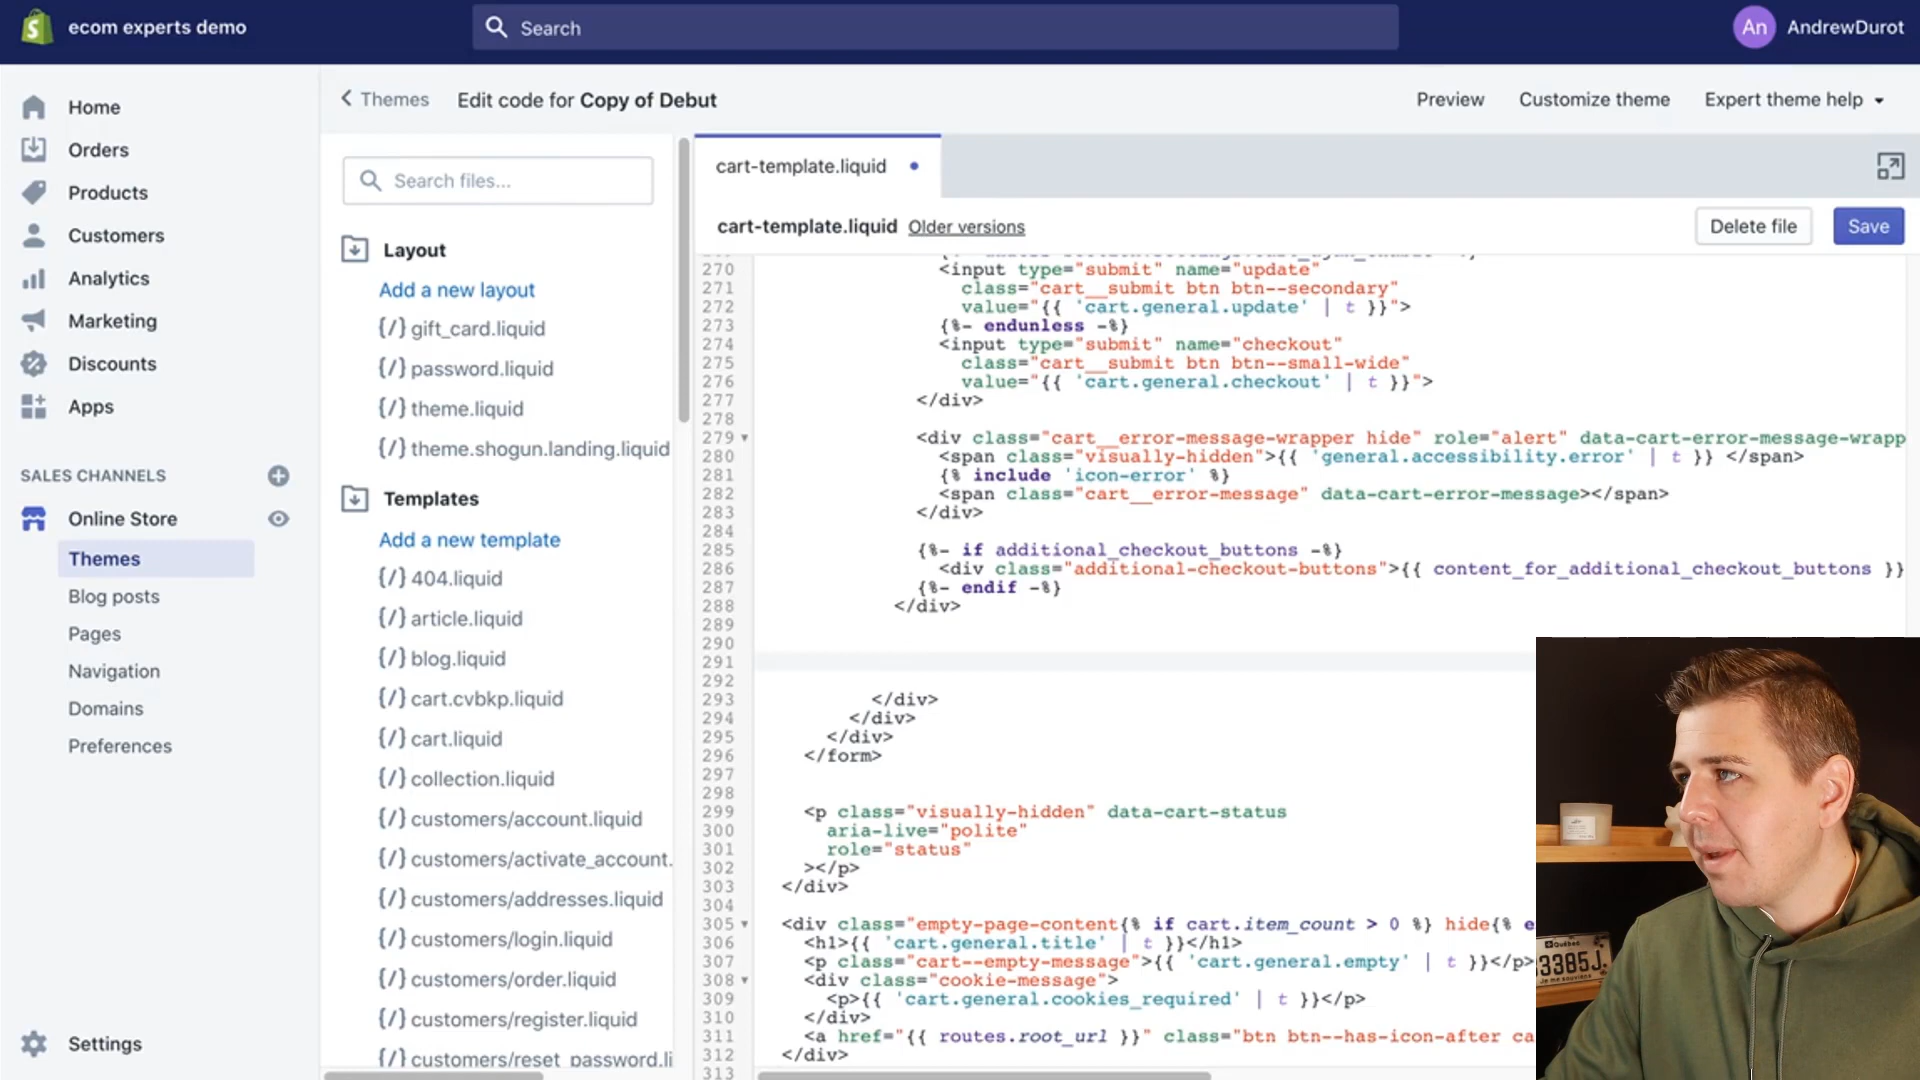 ecom experts demo
Search
An
AndrewDurot
Home
Orders
Products
Customers
Analytics
Marketing
Discounts
Apps
SALES CHANNELS
Online Store
Themes
Blog posts
Pages
Navigation
Domains
Preferences
Settings
Themes
Edit code for Copy of Debut
Preview
Customize theme
Expert theme help
Search files...
Layout
Add a new layout
{/} gift_card.liquid
{/} password.liquid
{/} theme.liquid
{/} theme.shogun.landing.liquid
Templates
Add a new template
{/} 404.liquid
{/} article.liquid
{/} blog.liquid
{/} cart.cvbkp.liquid
{/} cart.liquid
{/} collection.liquid
{/} customers/account.liquid
{/} customers/activate_account.
{/} customers/addresses.liquid
{/} customers/login.liquid
{/} customers/order.liquid
{/} customers/register.liquid
{/} customers/reset_password.li
cart-template.liquid
cart-template.liquid Older versions
Delete file
Save
270 <input type="submit" name="update"
271 class="cart__submit btn btn--secondary"
272 value="{{ 'cart.general.update' | t }}">
273 {%- endunless -%}
274 <input type="submit" name="checkout"
275 class="cart__submit btn btn--small-wide"
276 value="{{ 'cart.general.checkout' | t }}">
277 </div>
278
279 <div class="cart__error-message-wrapper hide" role="alert" data-cart-error-message-wrapp
280 <span class="visually-hidden">{{ 'general.accessibility.error' | t }} </span>
281 {% include 'icon-error' %}
282 <span class="cart__error-message" data-cart-error-message></span>
283 </div>
284
285 {%- if additional_checkout_buttons -%}
286 <div class="additional-checkout-buttons">{{ content_for_additional_checkout_buttons }}
287 {%- endif -%}
288 </div>
289
290
291
292
293 </div>
294 </div>
295 </div>
296 </form>
297
298
299 <p class="visually-hidden" data-cart-status
300 aria-live="polite"
301 role="status"
302 ></p>
303 </div>
304
305 <div class="empty-page-content{% if cart.item_count > 0 %} hide{% e
306 <h1>{{ 'cart.general.title' | t }}</h1>
307 <p class="cart--empty-message">{{ 'cart.general.empty' | t }}</p>
308 <div class="cookie-message">
309 <p>{{ 'cart.general.cookies_required' | t }}</p>
310 </div>
311 <a href="{{ routes.root_url }}" class="btn btn--has-icon-after ca
312 </div>
313
Québec
3385J
Je me souviens